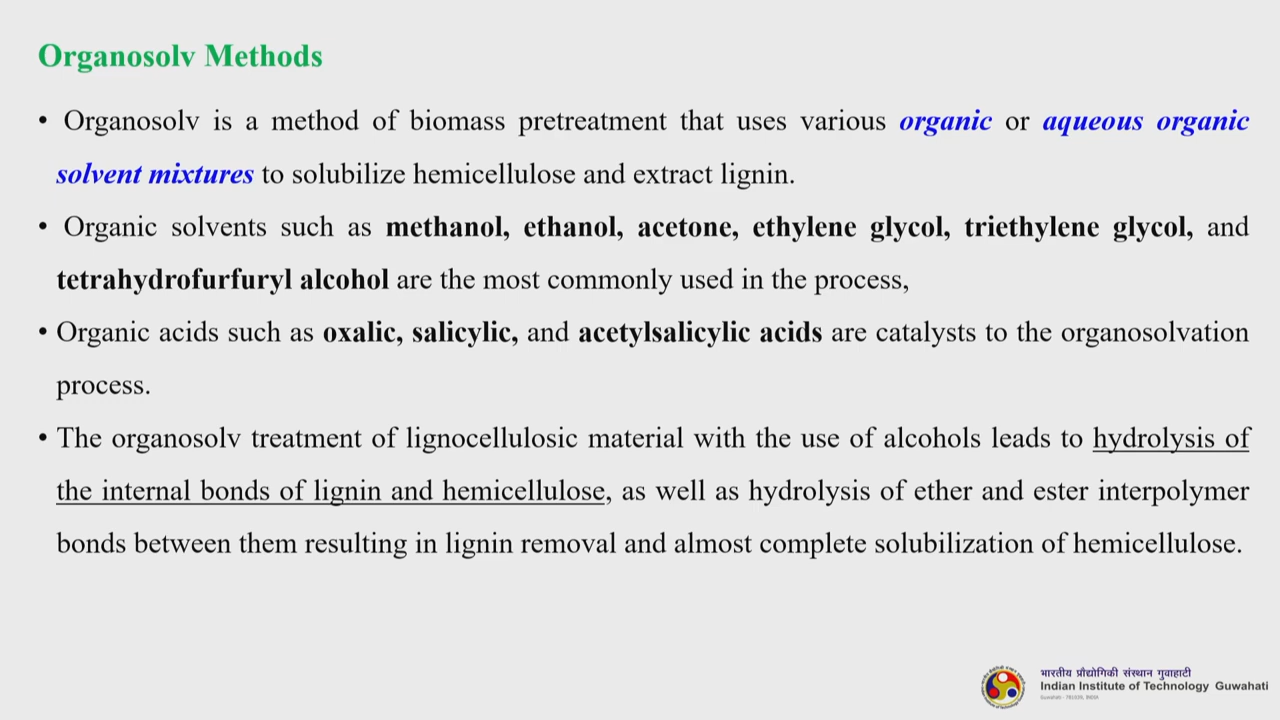 Organosolv Methods
• Organosolv is a method of biomass pretreatment that uses various organic or aqueous organic
solvent mixtures to solubilize hemicellulose and extract lignin.
• Organic solvents such as methanol, ethanol, acetone, ethylene glycol, triethylene glycol, and
tetrahydrofurfuryl alcohol are the most commonly used in the process,
• Organic acids such as oxalic, salicylic, and acetylsalicylic acids are catalysts to the organosolvation
process.
• The organosolv treatment of lignocellulosic material with the use of alcohols leads to hydrolysis of
the internal bonds of lignin and hemicellulose, as well as hydrolysis of ether and ester interpolymer
bonds between them resulting in lignin removal and almost complete solubilization of hemicellulose.
भारतीय प्रौद्योगिकी संस्थान गुवाहाटी
Indian Institute of Technology Guwahati
Guwahati - 781039, INDIA